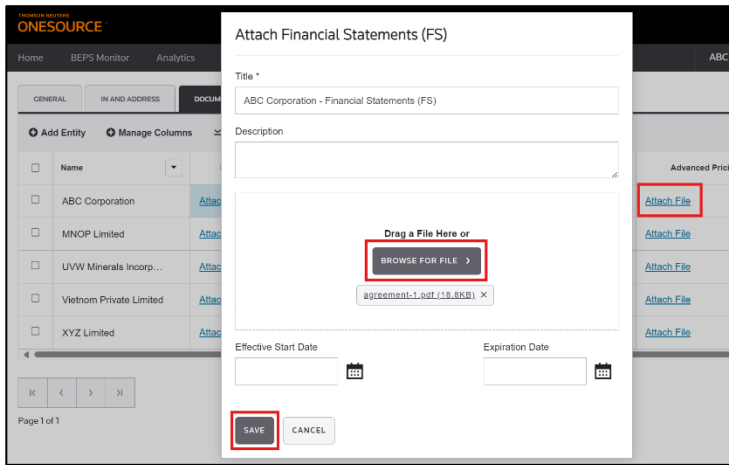 THOMSON REUTERS
ONESOURCE
Home BEPS Monitor Analytics ABC
GENERAL IN AND ADDRESS DOCUM
Add Entity Manage Columns
Name Advanced Prici
ABC Corporation Attac Attach File
MNOP Limited Attac Attach File
UVW Minerals Incorp... Attac Attach File
Vietnom Private Limited Attac Attach File
XYZ Limited Attac Attach File
Page 1 of 1
Attach Financial Statements (FS)
Title *
ABC Corporation - Financial Statements (FS)
Description
Drag a File Here or
BROWSE FOR FILE >
agreement-1.pdf (18.8KB) ×
Effective Start Date Expiration Date
SAVE CANCEL